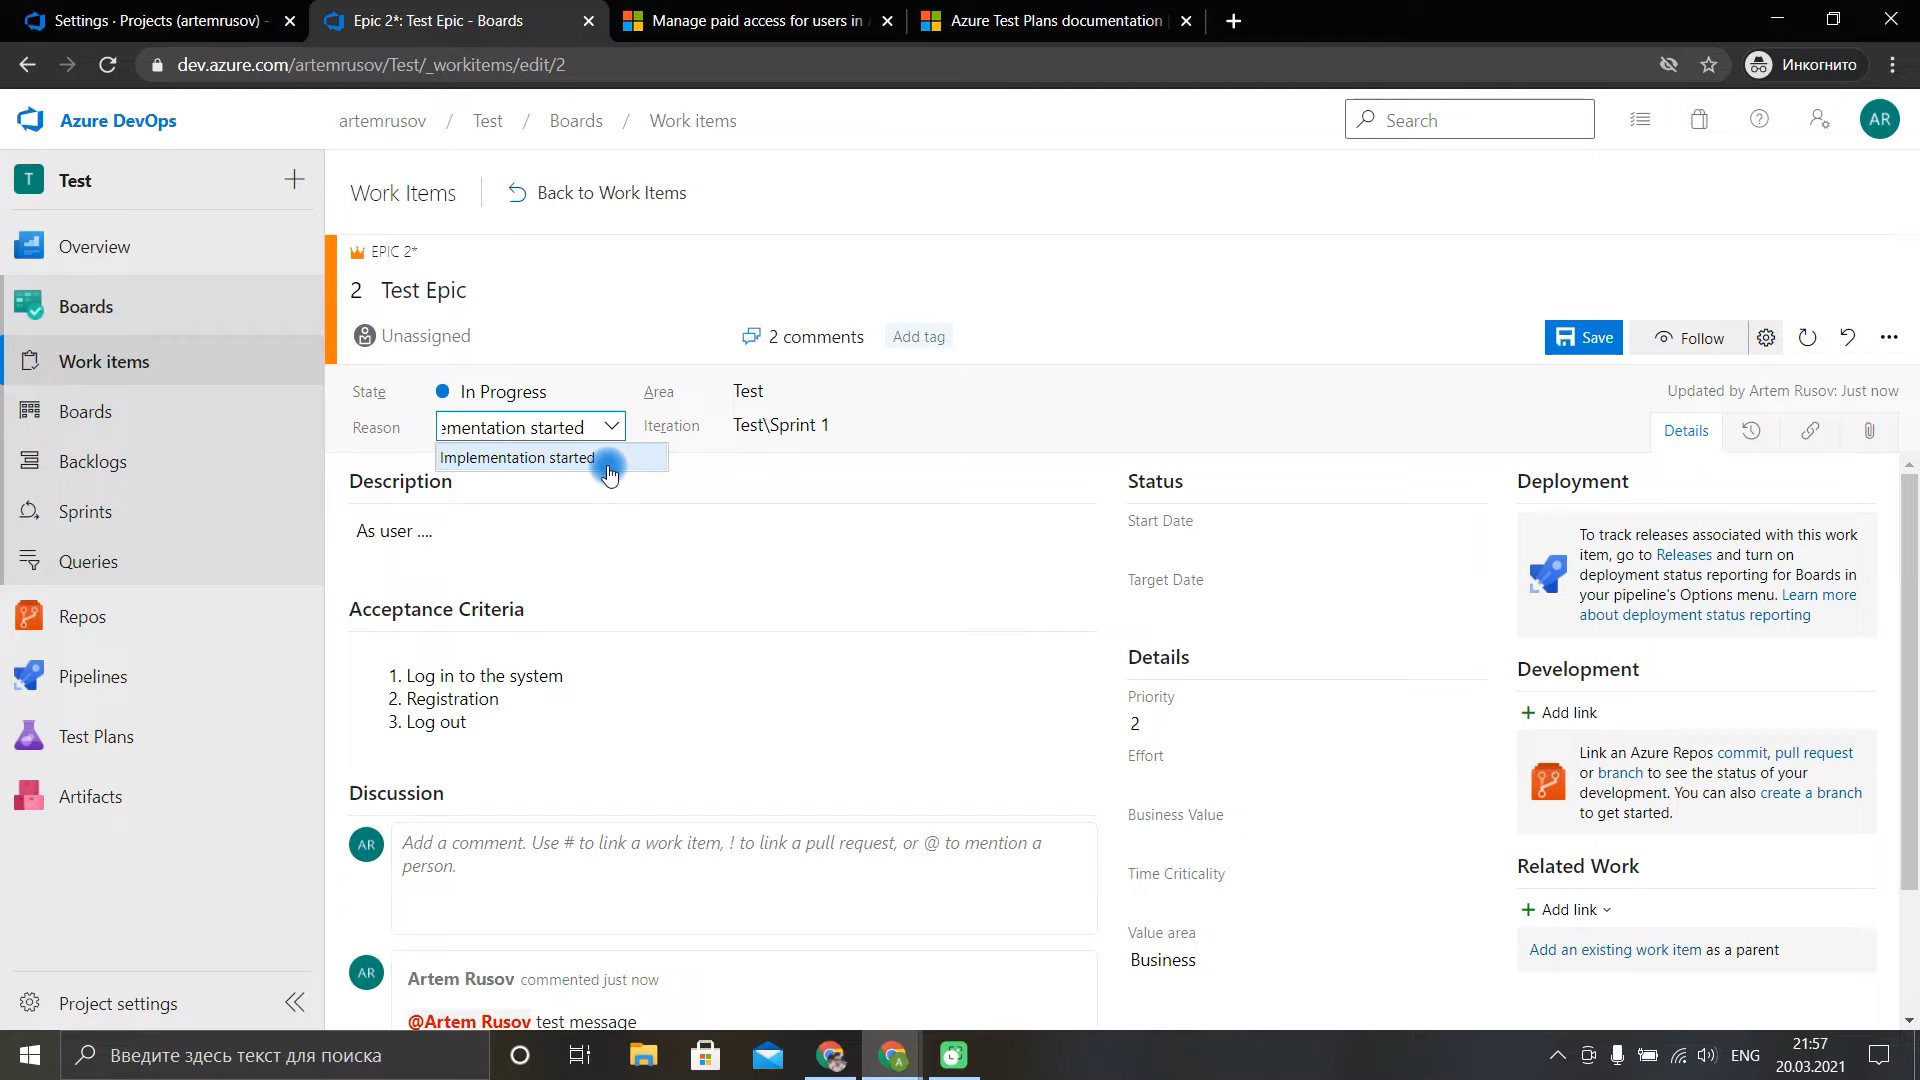 Settings · Projects (artemrusov) -
Epic 2*: Test Epic - Boards
Manage paid access for users in
Azure Test Plans documentation
dev.azure.com/artemrusov/Test/_workitems/edit/2
Инкогнито
Azure DevOps
artemrusov / Test / Boards / Work items
Search
AR
T Test
Overview
Boards
Work items
Boards
Backlogs
Sprints
Queries
Repos
Pipelines
Test Plans
Artifacts
Project settings
Work Items
Back to Work Items
EPIC 2*
2 Test Epic
Unassigned
2 comments
Add tag
Save
Follow
State
In Progress
Area
Test
Updated by Artem Rusov: Just now
Reason
ementation started
Iteration
Test\Sprint 1
Details
Implementation started
Description
As user ....
Acceptance Criteria
1. Log in to the system
2. Registration
3. Log out
Discussion
AR
Add a comment. Use # to link a work item, ! to link a pull request, or @ to mention a
person.
AR
Artem Rusov commented just now
@Artem Rusov test message
Status
Start Date
Target Date
Details
Priority
2
Effort
Business Value
Time Criticality
Value area
Business
Deployment
To track releases associated with this work
item, go to Releases and turn on
deployment status reporting for Boards in
your pipeline's Options menu. Learn more
about deployment status reporting
Development
Add link
Link an Azure Repos commit, pull request
or branch to see the status of your
development. You can also create a branch
to get started.
Related Work
Add link
Add an existing work item as a parent
Введите здесь текст для поиска
ENG
21:57
20.03.2021